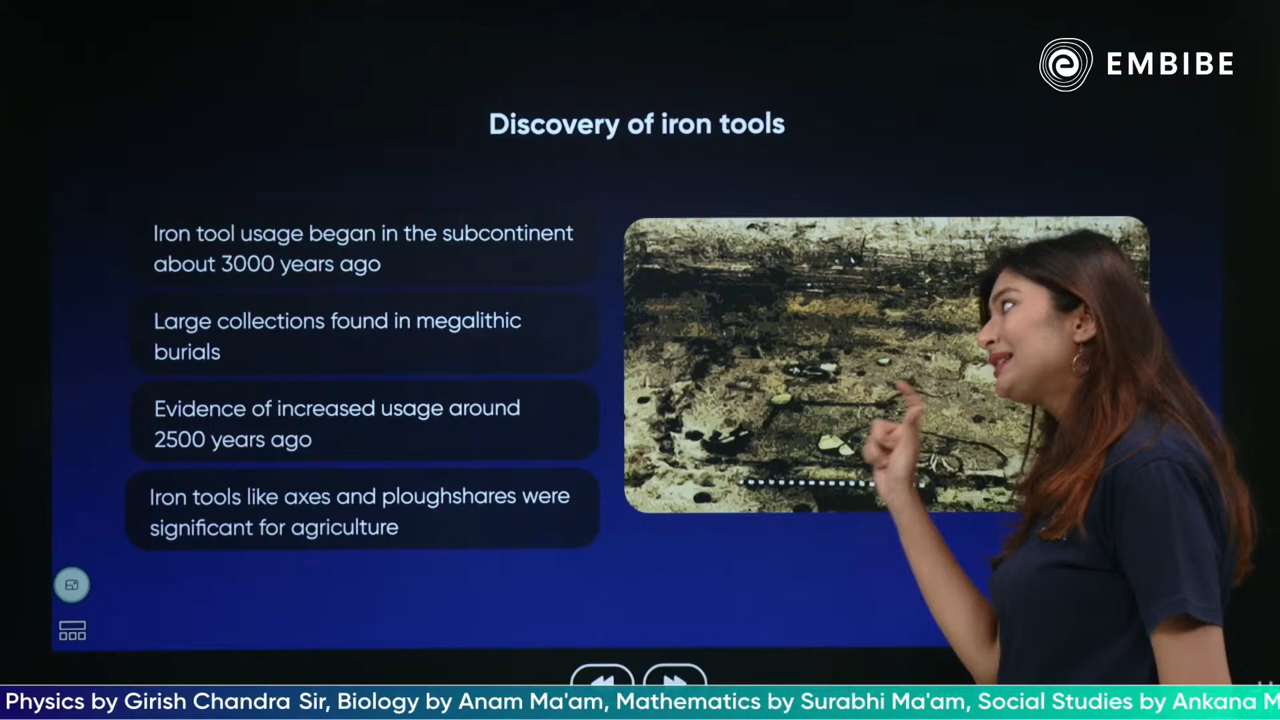 EMBIBE
Discovery of iron tools
Iron tool usage began in the subcontinent
about 3000 years ago
Large collections found in megalithic
burials
Evidence of increased usage around
2500 years ago
Iron tools like axes and ploughshares were
significant for agriculture
Physics by Girish Chandra Sir, Biology by Anam Ma'am, Mathematics by Surabhi Ma'am, Social Studies by Ankana M